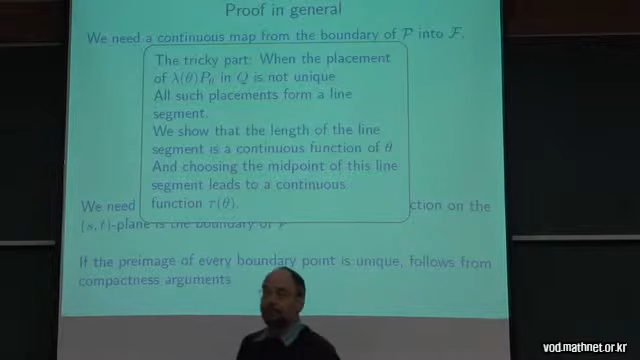 Proof in general
We need a continuous map from the boundary of P into F.
The tricky part: When the placement
of λ(θ)Pθ in Q is not unique
All such placements form a line
segment.
We show that the length of the line
segment is a continuous function of θ
And choosing the midpoint of this line
segment leads to a continuous
function τ(θ).
We need ction on the
(s, t)-plane is the boundary of P
If the preimage of every boundary point is unique, follows from
compactness arguments
vod.mathnet.or.kr